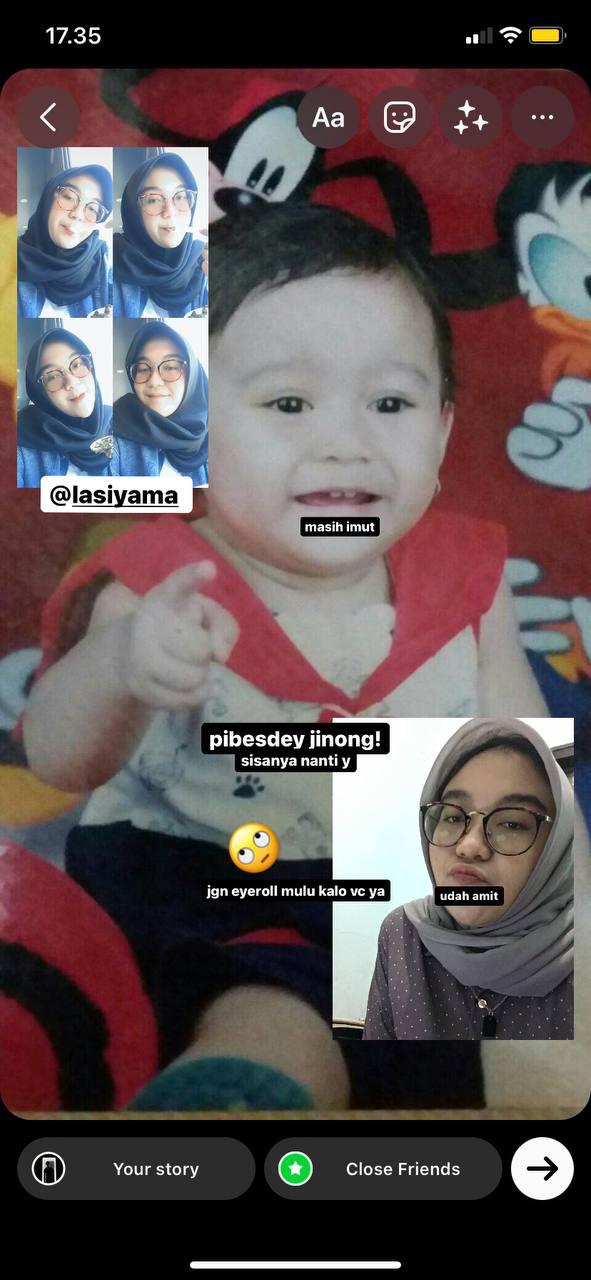 17.35
Aa
@lasiyama
masih imut
pibesdey jinong!
sisanya nanti y
jgn eyeroll mulu kalo vc ya
udah amit
Your story
Close Friends